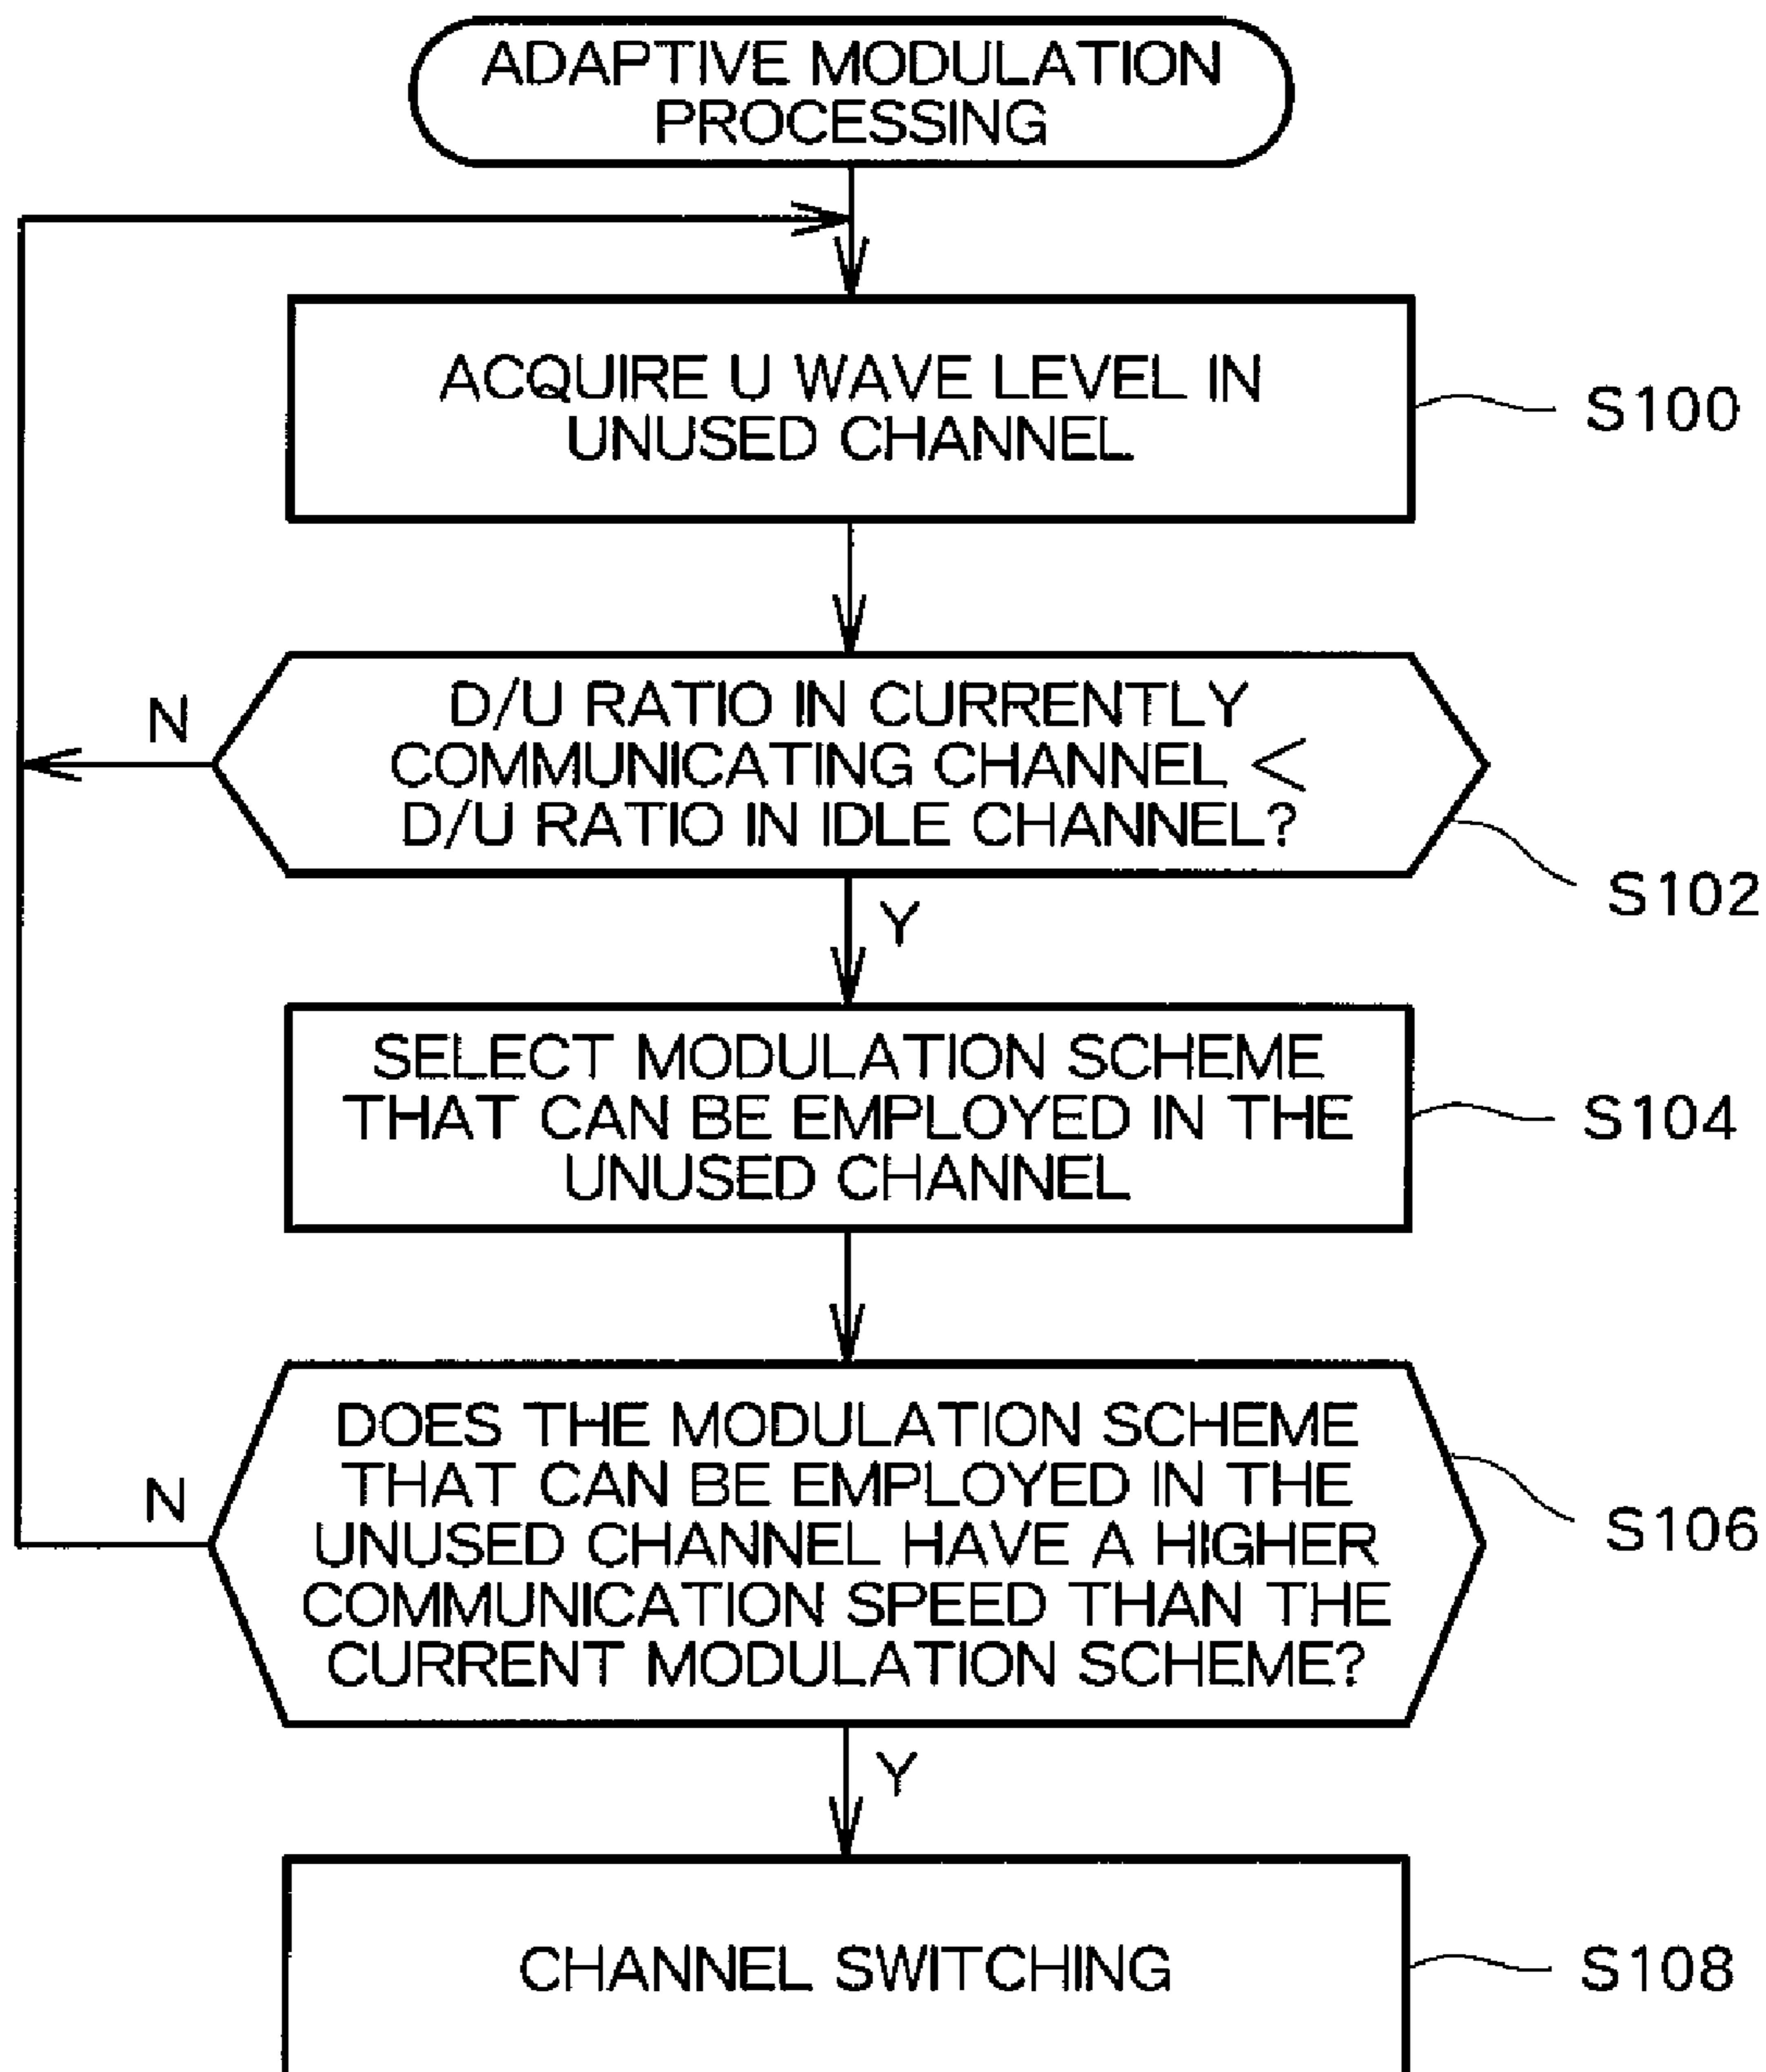 ADAPTIVE MODULATION
PROCESSING
ACQUIRE U WAVE LEVEL IN
UNUSED CHANNEL
S100
D/U RATIO IN CURRENTLY
COMMUNICATING CHANNEL <
D/U RATIO IN IDLE CHANNEL?
N
S102
Y
SELECT MODULATION SCHEME
THAT CAN BE EMPLOYED IN THE
UNUSED CHANNEL
S104
DOES THE MODULATION SCHEME
THAT CAN BE EMPLOYED IN THE
UNUSED CHANNEL HAVE A HIGHER
COMMUNICATION SPEED THAN THE
CURRENT MODULATION SCHEME?
N
S106
Y
CHANNEL SWITCHING
S108